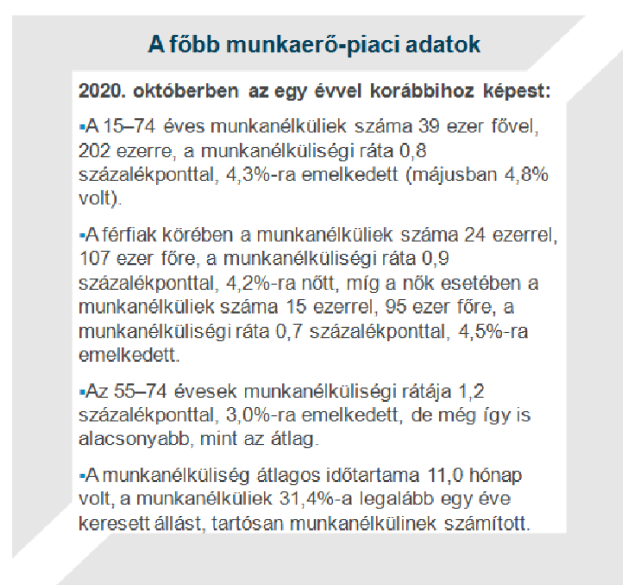 A főbb munkaerő-piaci adatok
2020. októberben az egy évvel korábbihoz képest:
▪A 15–74 éves munkanélküliek száma 39 ezer fővel,
202 ezerre, a munkanélküliségi ráta 0,8
százalékponttal, 4,3%-ra emelkedett (májusban 4,8%
volt).
▪A férfiak körében a munkanélküliek száma 24 ezerrel,
107 ezer főre, a munkanélküliségi ráta 0,9
százalékponttal, 4,2%-ra nőtt, míg a nők esetében a
munkanélküliek száma 15 ezerrel, 95 ezer főre, a
munkanélküliségi ráta 0,7 százalékponttal, 4,5%-ra
emelkedett.
▪Az 55–74 évesek munkanélküliségi rátája 1,2
százalékponttal, 3,0%-ra emelkedett, de még így is
alacsonyabb, mint az átlag.
▪A munkanélküliség átlagos időtartama 11,0 hónap
volt, a munkanélküliek 31,4%-a legalább egy éve
keresett állást, tartósan munkanélkülinek számított.